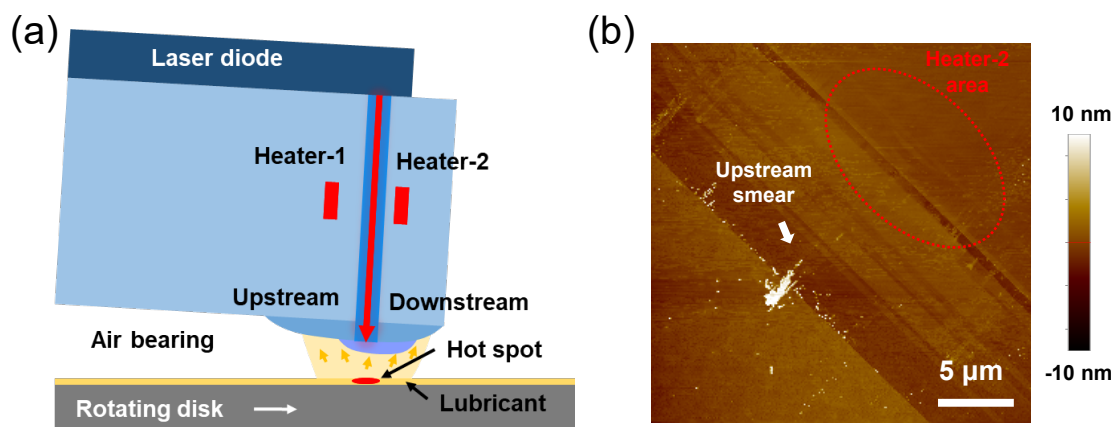 (a)
Laser diode
Heater-1
Heater-2
Upstream
Downstream
Air bearing
Hot spot
Rotating disk
Lubricant
(b)
Heater-2
area
Upstream
smear
5 μm
10 nm
-10 nm